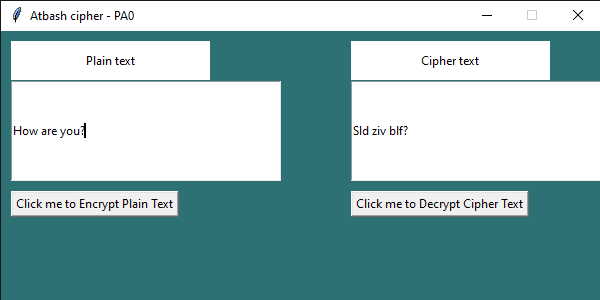 Atbash cipher - PA0
Plain text
Cipher text
How are you?
Sld ziv blf?
Click me to Encrypt Plain Text
Click me to Decrypt Cipher Text